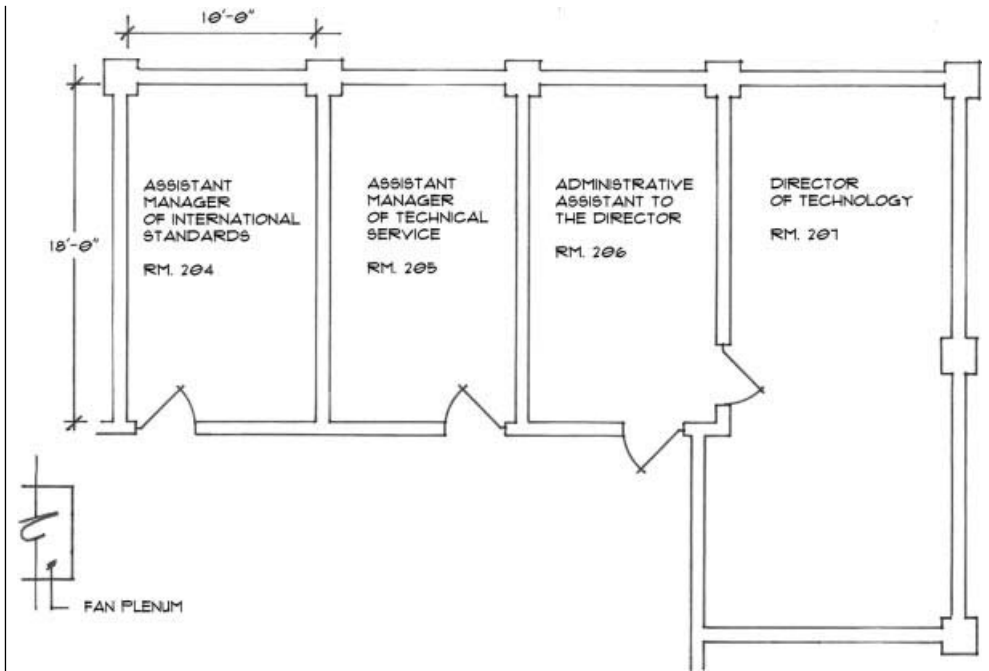 10'-0"
18'-0"
ASSISTANT
MANAGER
OF INTERNATIONAL
STANDARDS
RM. 204
ASSISTANT
MANAGER
OF TECHNICAL
SERVICE
RM. 205
ADMINISTRATIVE
ASSISTANT TO
THE DIRECTOR
RM. 206
DIRECTOR
OF TECHNOLOGY
RM. 207
FAN PLENUM